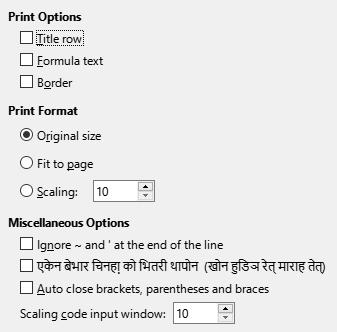 Print Options
Title row
Formula text
Border
Print Format
Original size
Fit to page
Scaling: 10
Miscellaneous Options
Ignore ~ and ' at the end of the line
एकेन बेभार चिनहा़ को भितरी थापोन (खोन हुडिञ रेत् माराह तेत्)
Auto close brackets, parentheses and braces
Scaling code input window: 10